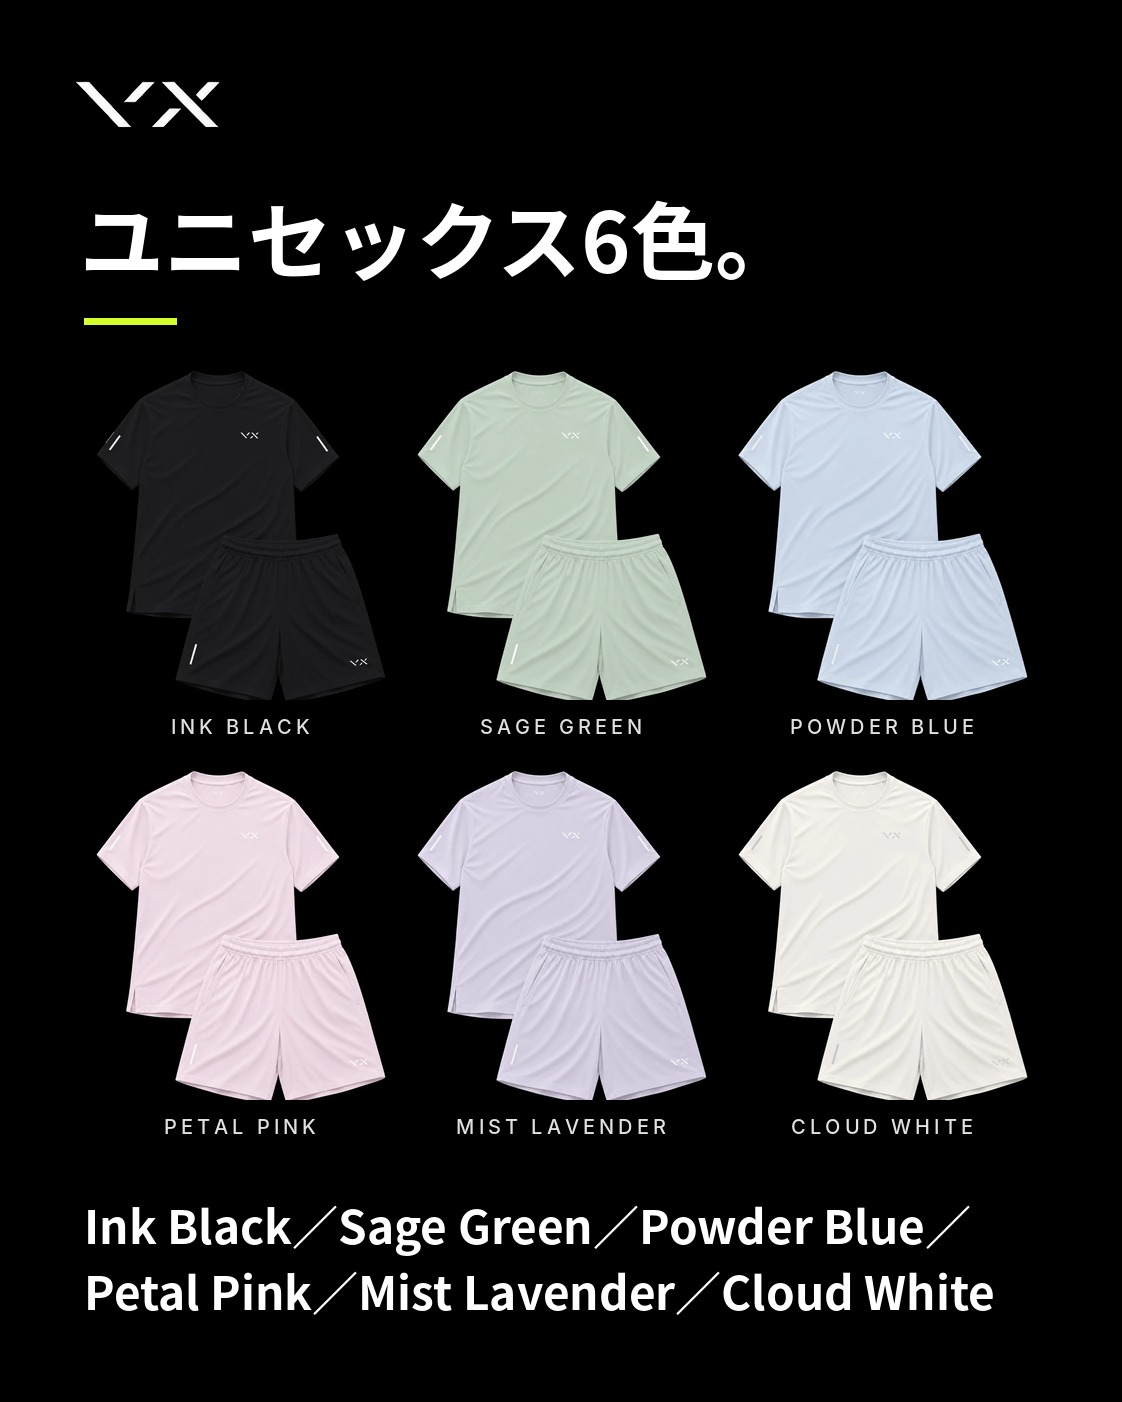 VX
ユニセックス6色。
INK BLACK
SAGE GREEN
POWDER BLUE
PETAL PINK
MIST LAVENDER
CLOUD WHITE
Ink Black／Sage Green／Powder Blue／
Petal Pink／Mist Lavender／Cloud White